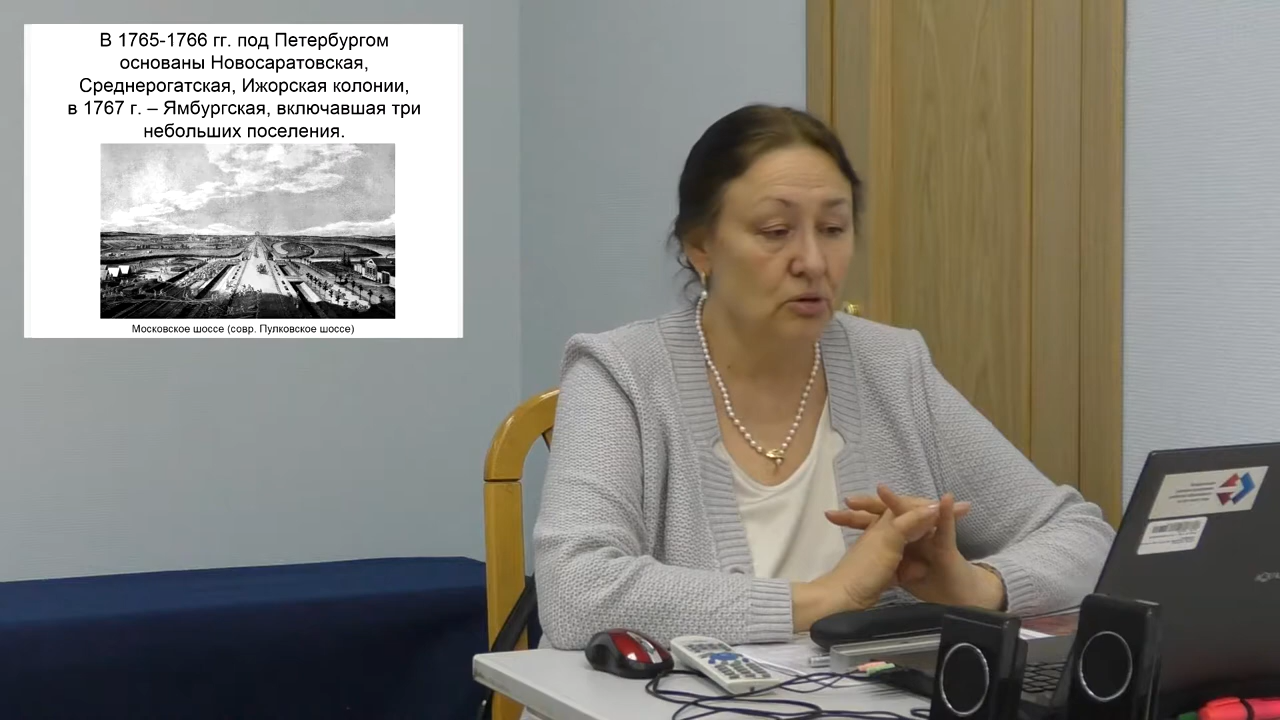 В 1765-1766 гг. под Петербургом
основаны Новосаратовская,
Среднерогатская, Ижорская колонии,
в 1767 г. – Ямбургская, включавшая три
небольших поселения.
Московское шоссе (совр. Пулковское шоссе)